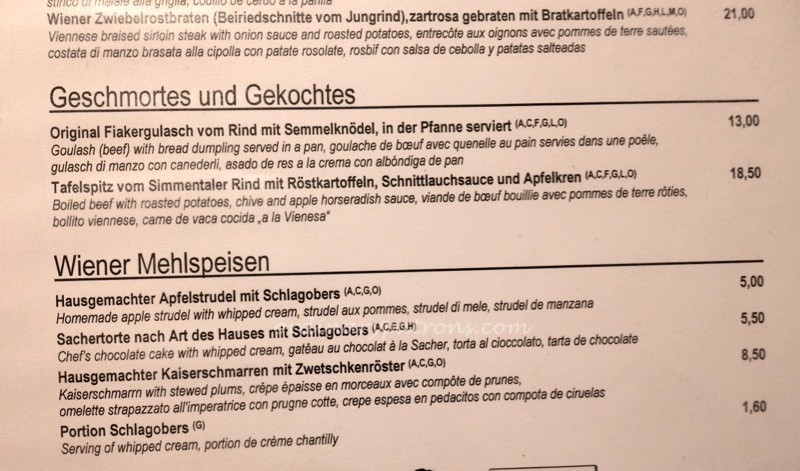 stinco di maiale alla griglia, codillo de cerdo a la parilla
Wiener Zwiebelrostbraten (Beiriedschnitte vom Jungrind),zartrosa gebraten mit Bratkartoffeln (A,F,G,H,L,M,O) 21,00
Viennese braised sirloin steak with onion sauce and roasted potatoes, entrecôte aux oignons avec pommes de terre sautées,
costata di manzo brasata alla cipolla con patate rosolate, rosbif con salsa de cebolla y patatas salteadas
Geschmortes und Gekochtes
Original Fiakergulasch vom Rind mit Semmelknödel, in der Pfanne serviert (A,C,F,G,L,O) 13,00
Goulash (beef) with bread dumpling served in a pan, goulache de bœuf avec quenelle au pain servies dans une poêle,
gulasch di manzo con canederli, asado de res a la crema con albóndiga de pan
Tafelspitz vom Simmentaler Rind mit Röstkartoffeln, Schnittlauchsauce und Apfelkren (A,C,F,G,L,O) 18,50
Boiled beef with roasted potatoes, chive and apple horseradish sauce, viande de bœuf bouillie avec pommes de terre rôties,
bollito viennese, carne de vaca cocida „a la Vienesa“
Wiener Mehlspeisen
Hausgemachter Apfelstrudel mit Schlagobers (A,C,G,O) 5,00
Homemade apple strudel with whipped cream, strudel aux pommes, strudel di mele, strudel de manzana
Sachertorte nach Art des Hauses mit Schlagobers (A,C,E,G,H) 5,50
Chef's chocolate cake with whipped cream, gatêau au chocolat à la Sacher, torta al cioccolato, tarta de chocolate
Hausgemachter Kaiserschmarren mit Zwetschkenröster (A,C,G,O) 8,50
Kaiserschmarrn with stewed plums, crêpe épaisse en morceaux avec compôte de prunes,
omelette strapazzato all'imperatrice con prugne cotte, crepe espesa en pedacitos con compota de ciruelas
Portion Schlagobers (G) 1,60
Serving of whipped cream, portion de crème chantilly